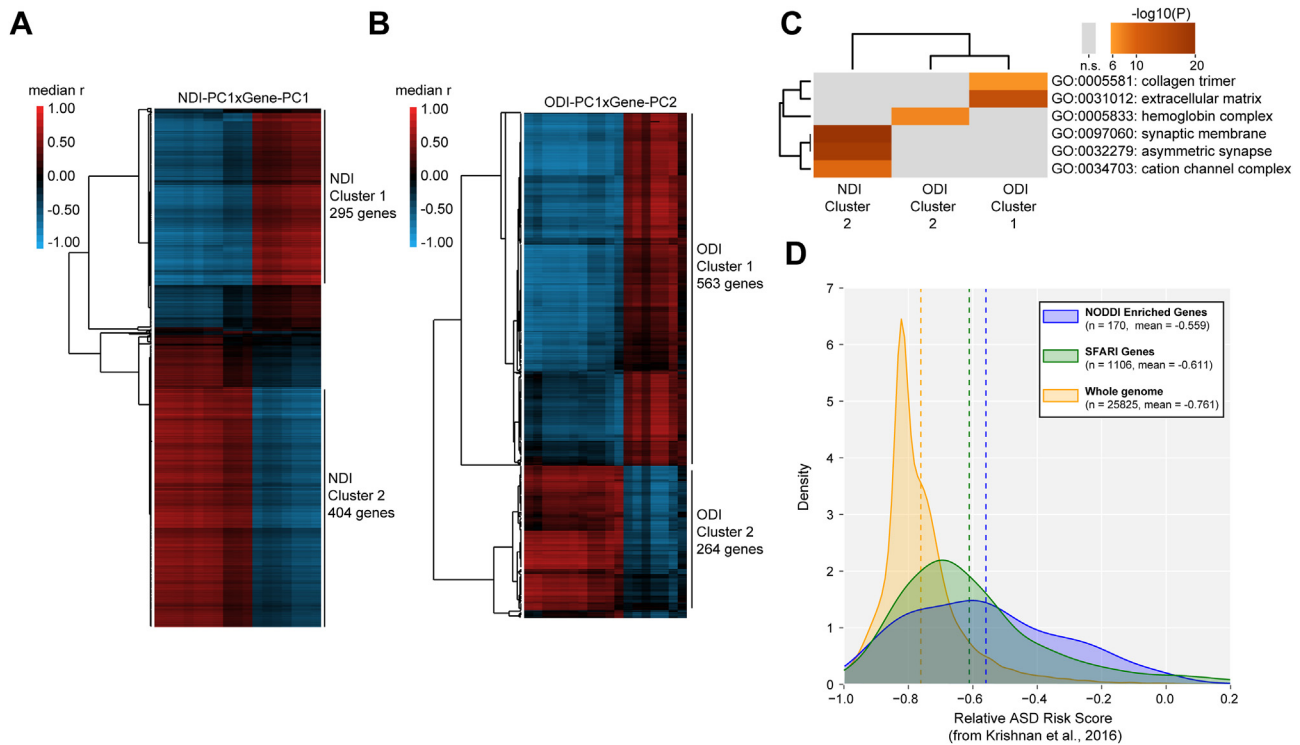 A
median r
1.00
0.50
0.00
-0.50
-1.00
NDI-PC1xGene-PC1
NDI
Cluster 1
295 genes
NDI
Cluster 2
404 genes
B
median r
1.00
0.50
0.00
-0.50
-1.00
ODI-PC1xGene-PC2
ODI
Cluster 1
563 genes
ODI
Cluster 2
264 genes
C
-log10(P)
n.s.
6
10
20
GO:0005581: collagen trimer
GO:0031012: extracellular matrix
GO:0005833: hemoglobin complex
GO:0097060: synaptic membrane
GO:0032279: asymmetric synapse
GO:0034703: cation channel complex
NDI
Cluster
2
ODI
Cluster
2
ODI
Cluster
1
D
7
6
5
4
3
2
1
0
Density
NODDI Enriched Genes
(n = 170, mean = -0.559)
SFARI Genes
(n = 1106, mean = -0.611)
Whole genome
(n = 25825, mean = -0.761)
−1.0
−0.8
−0.6
−0.4
−0.2
0.0
0.2
Relative ASD Risk Score
(from Krishnan et al., 2016)